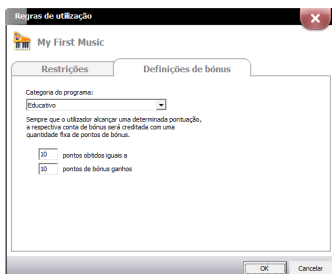 Regras de utilização
My First Music
Restrições
Definições de bónus
Categoria do programa:
Educativo
Sempre que o utilizador alcançar uma determinada pontuação,
a respectiva conta de bónus será creditada com uma
quantidade fixa de pontos de bónus.
10 pontos obtidos iguais a
10 pontos de bónus ganhos
OK
Cancelar